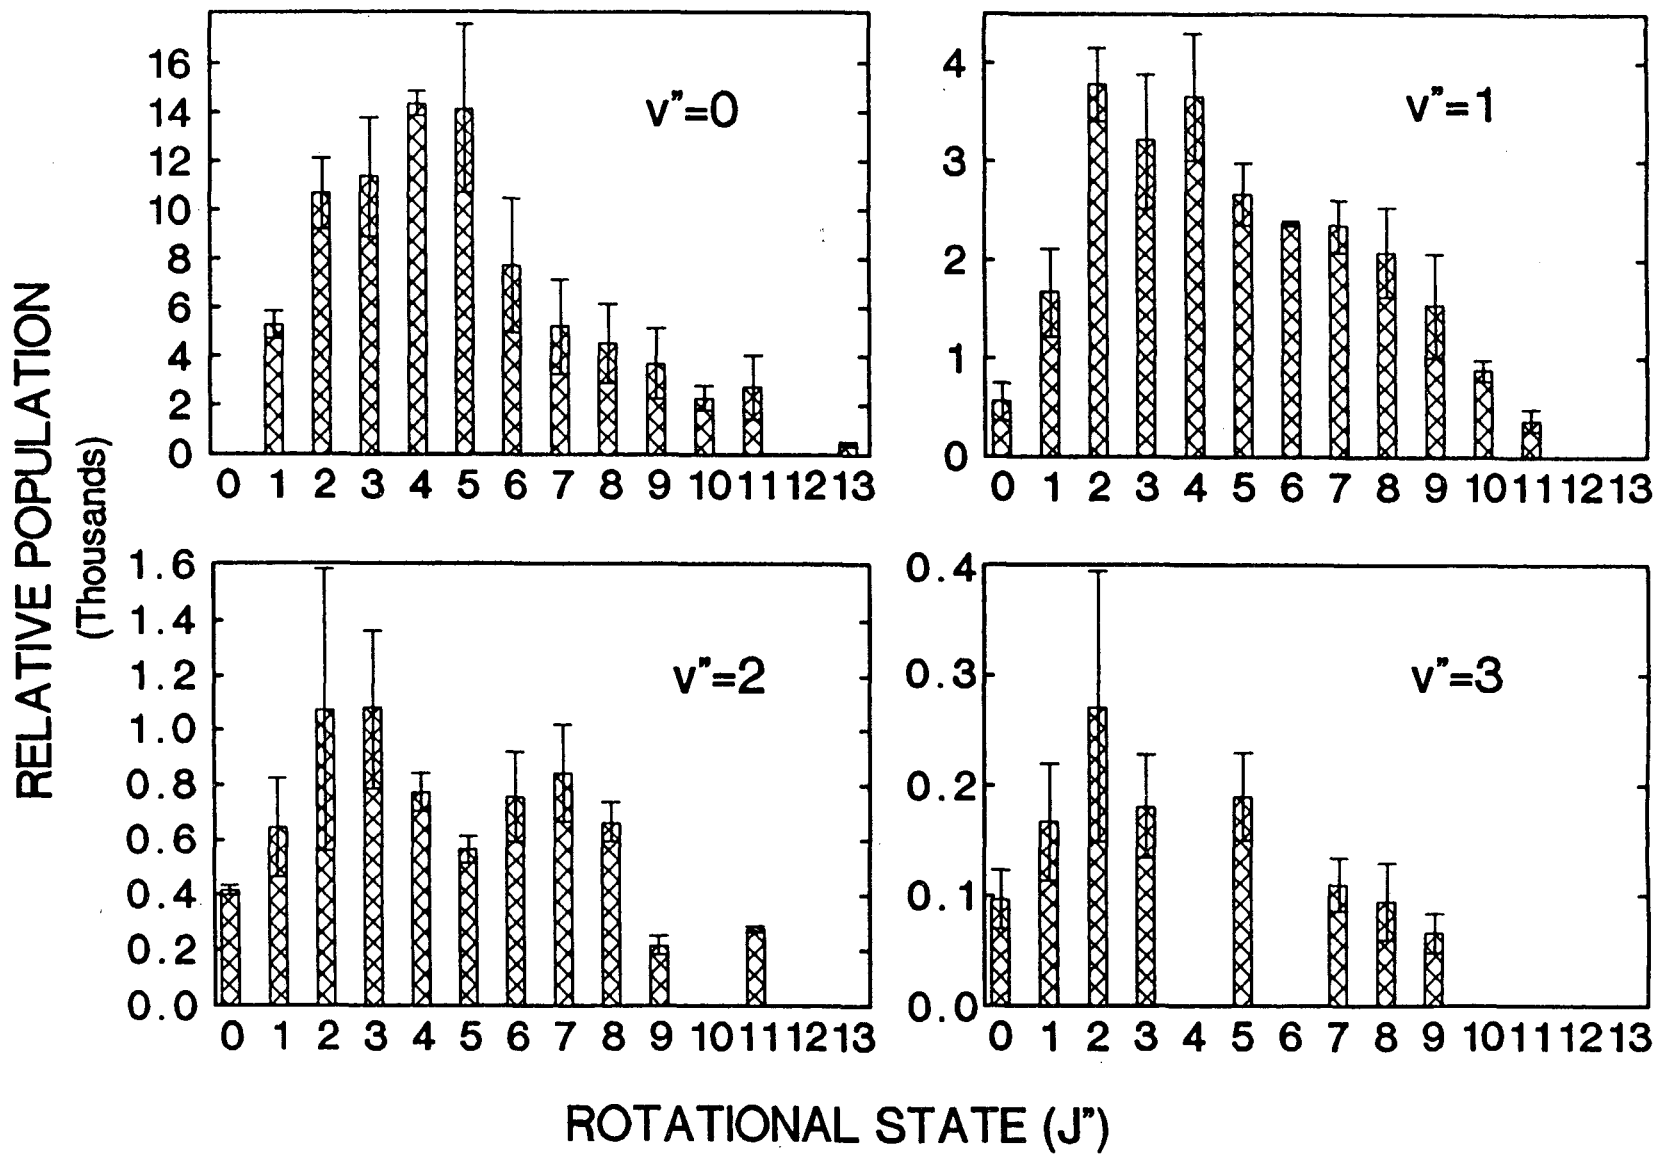 RELATIVE POPULATION
(Thousands)
v"=0
16
14
12
10
8
6
4
2
0
0 1 2 3 4 5 6 7 8 9 10 11 12 13
v"=1
4
3
2
1
0
0 1 2 3 4 5 6 7 8 9 10 11 12 13
v"=2
1.6
1.4
1.2
1.0
0.8
0.6
0.4
0.2
0.0
0 1 2 3 4 5 6 7 8 9 10 11 12 13
v"=3
0.4
0.3
0.2
0.1
0.0
0 1 2 3 4 5 6 7 8 9 10 11 12 13
ROTATIONAL STATE (J")